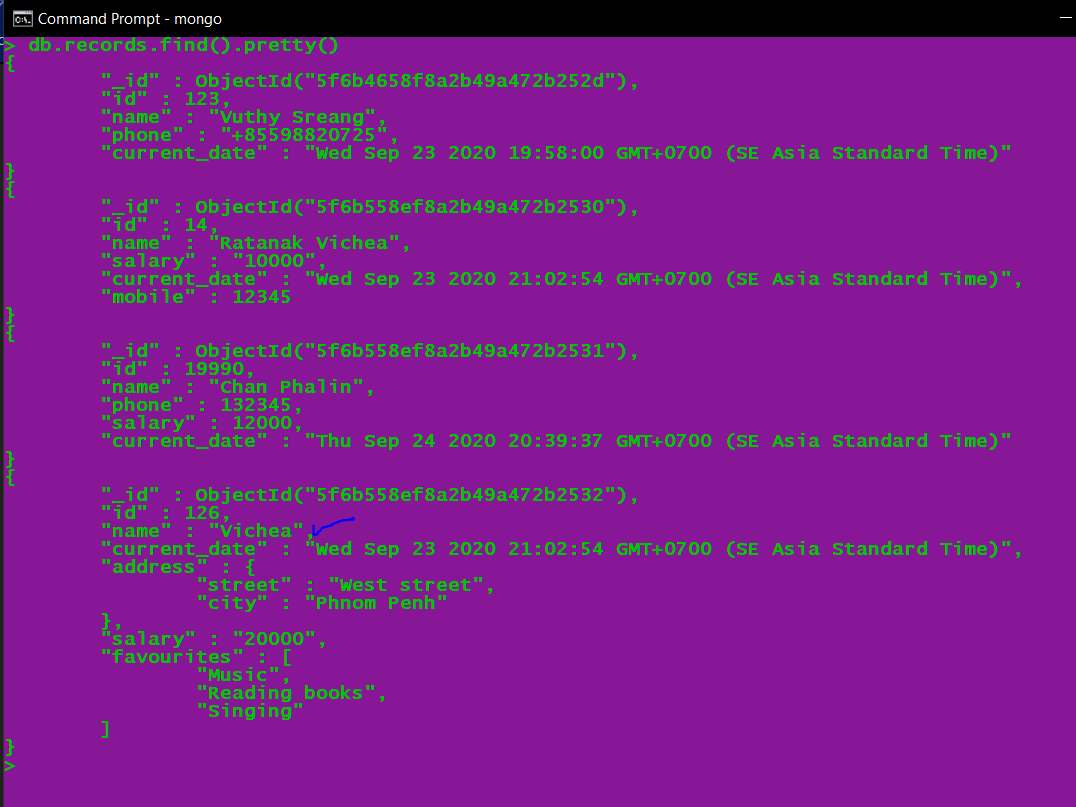 Command Prompt - mongo
> db.records.find().pretty()
{
        "_id" : ObjectId("5f6b4658f8a2b49a472b252d"),
        "id" : 123,
        "name" : "Vuthy Sreang",
        "phone" : "+85598820725",
        "current_date" : "Wed Sep 23 2020 19:58:00 GMT+0700 (SE Asia Standard Time)"
}
{
        "_id" : ObjectId("5f6b558ef8a2b49a472b2530"),
        "id" : 14,
        "name" : "Ratanak Vichea",
        "salary" : "10000",
        "current_date" : "Wed Sep 23 2020 21:02:54 GMT+0700 (SE Asia Standard Time)",
        "mobile" : 12345
}
{
        "_id" : ObjectId("5f6b558ef8a2b49a472b2531"),
        "id" : 19990,
        "name" : "Chan Phalin",
        "phone" : 132345,
        "salary" : 12000,
        "current_date" : "Thu Sep 24 2020 20:39:37 GMT+0700 (SE Asia Standard Time)"
}
{
        "_id" : ObjectId("5f6b558ef8a2b49a472b2532"),
        "id" : 126,
        "name" : "Vichea",
        "current_date" : "Wed Sep 23 2020 21:02:54 GMT+0700 (SE Asia Standard Time)",
        "address" : {
                "street" : "West street",
                "city" : "Phnom Penh"
        },
        "salary" : "20000",
        "favourites" : [
                "Music",
                "Reading books",
                "Singing"
        ]
}
>